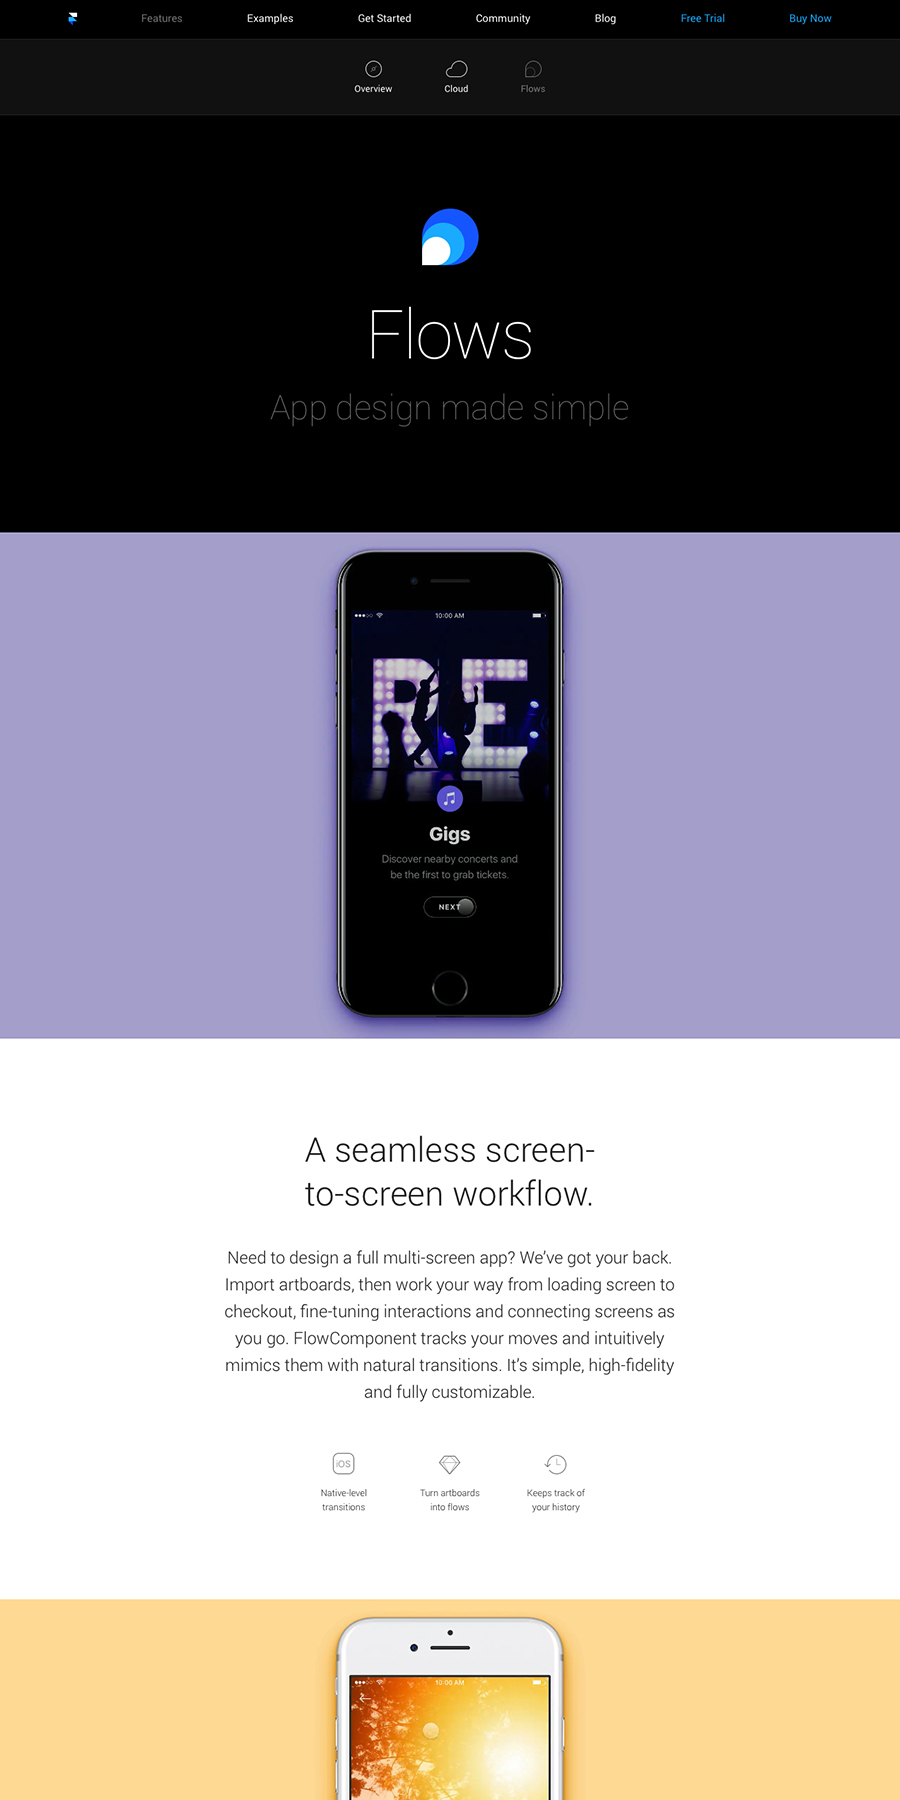 Features Examples Get Started Community Blog Free Trial Buy Now
Overview Cloud Flows
Flows
App design made simple
10:00 AM
RE
Gigs
Discover nearby concerts and
be the first to grab tickets.
NEXT
A seamless screen-
to-screen workflow.
Need to design a full multi-screen app? We’ve got your back.
Import artboards, then work your way from loading screen to
checkout, fine-tuning interactions and connecting screens as
you go. FlowComponent tracks your moves and intuitively
mimics them with natural transitions. It’s simple, high-fidelity
and fully customizable.
iOS
Native-level Turn artboards Keeps track of
transitions into flows your history
10:00 AM